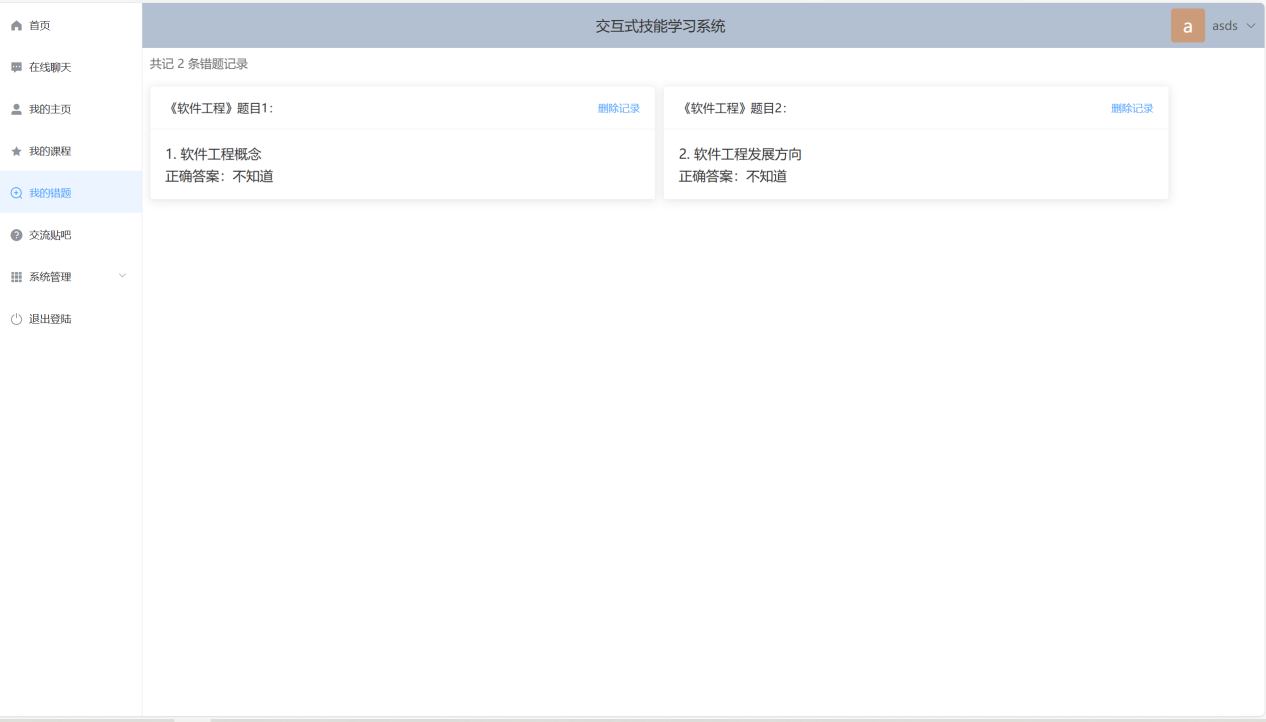 首页
在线聊天
我的主页
我的课程
我的错题
交流贴吧
系统管理
退出登陆
交互式技能学习系统
a asds
共记 2 条错题记录
《软件工程》题目1: 删除记录
1. 软件工程概念
正确答案：不知道
《软件工程》题目2: 删除记录
2. 软件工程发展方向
正确答案：不知道